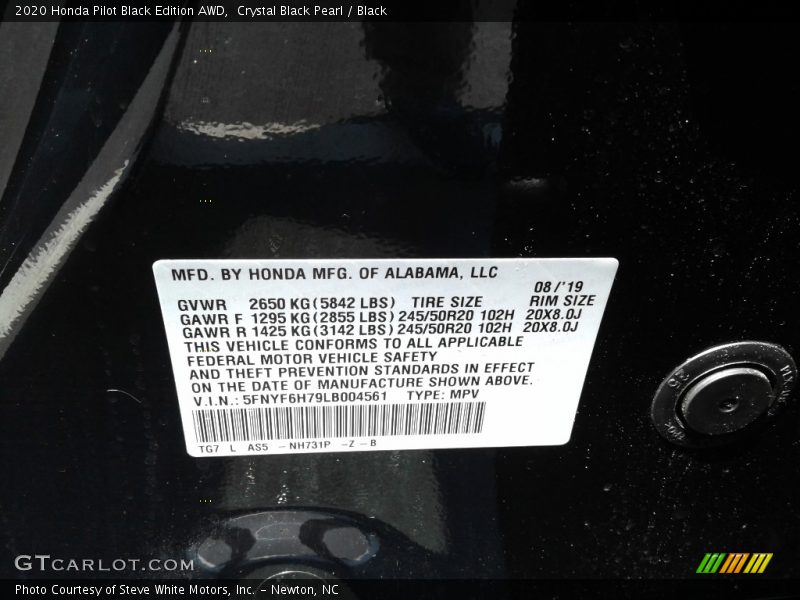 2020 Honda Pilot Black Edition AWD,  Crystal Black Pearl / Black
MFD. BY HONDA MFG. OF ALABAMA, LLC
08/'19
GVWR 2650 KG (5842 LBS) TIRE SIZE RIM SIZE
GAWR F 1295 KG (2855 LBS) 245/50R20 102H 20X8.0J
GAWR R 1425 KG (3142 LBS) 245/50R20 102H 20X8.0J
THIS VEHICLE CONFORMS TO ALL APPLICABLE
FEDERAL MOTOR VEHICLE SAFETY
AND THEFT PREVENTION STANDARDS IN EFFECT
ON THE DATE OF MANUFACTURE SHOWN ABOVE.
V.I.N.: 5FNYF6H79LB004561 TYPE: MPV
TG7 L AS5 -NH731P -Z-B
GTCARLOT.COM
Photo Courtesy of Steve White Motors, Inc. – Newton, NC